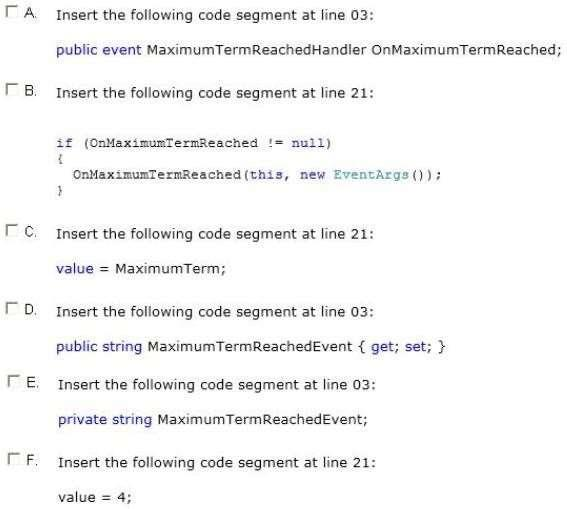 A. Insert the following code segment at line 03:
public event MaximumTermReachedHandler OnMaximumTermReached;
B. Insert the following code segment at line 21:
if (OnMaximumTermReached != null)
{
OnMaximumTermReached(this, new EventArgs());
}
C. Insert the following code segment at line 21:
value = MaximumTerm;
D. Insert the following code segment at line 03:
public string MaximumTermReachedEvent { get; set; }
E. Insert the following code segment at line 03:
private string MaximumTermReachedEvent;
F. Insert the following code segment at line 21:
value = 4;